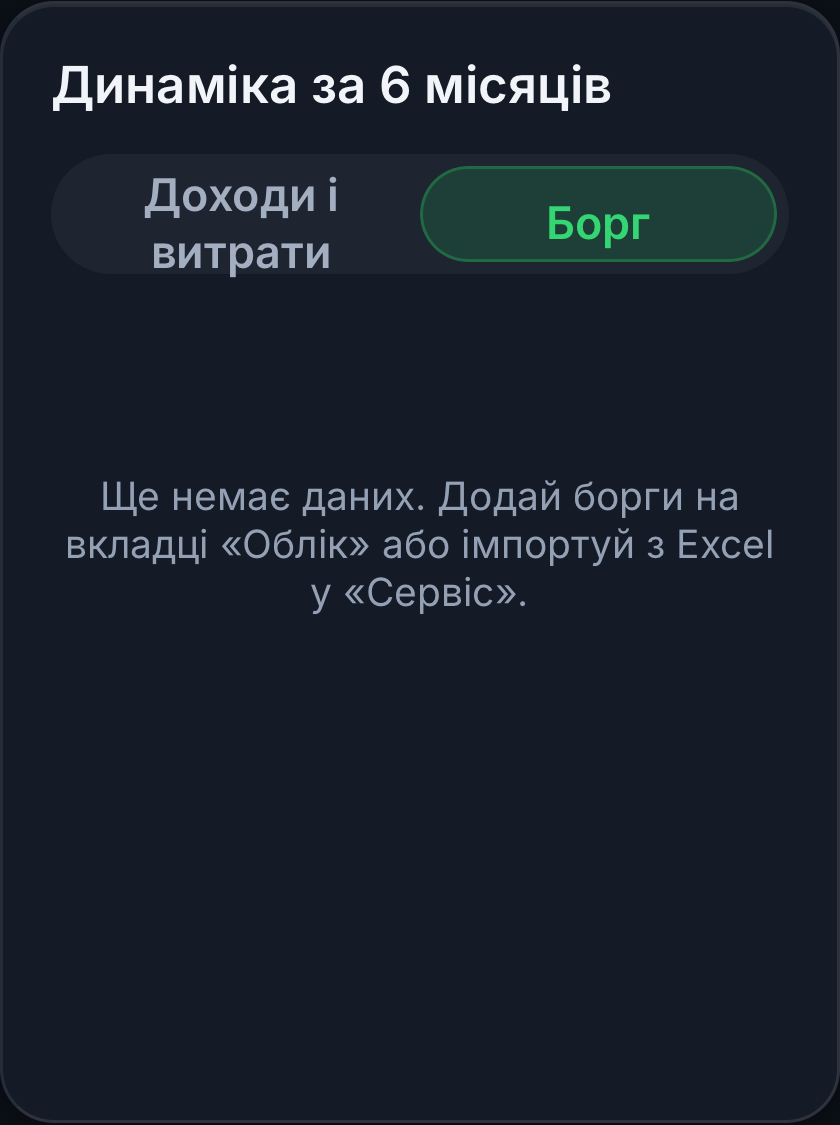 Динаміка за 6 місяців
Доходи і
витрати
Борг
Ще немає даних. Додай борги на
вкладці «Облік» або імпортуй з Excel
у «Сервіс».